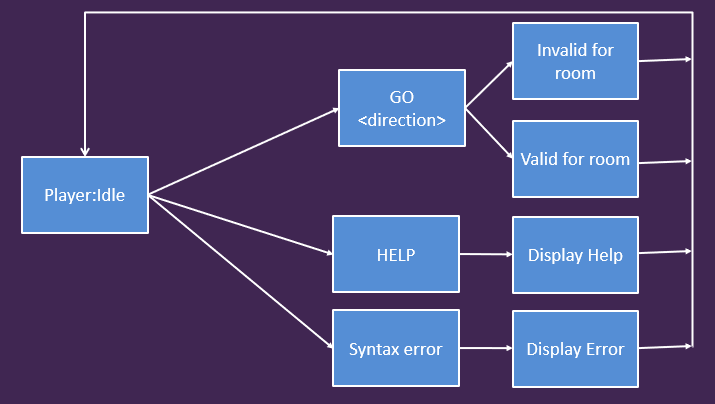 Invalid for
room
GO
<direction>
Valid for room
Player:Idle
HELP
Display Help
Syntax error
Display Error